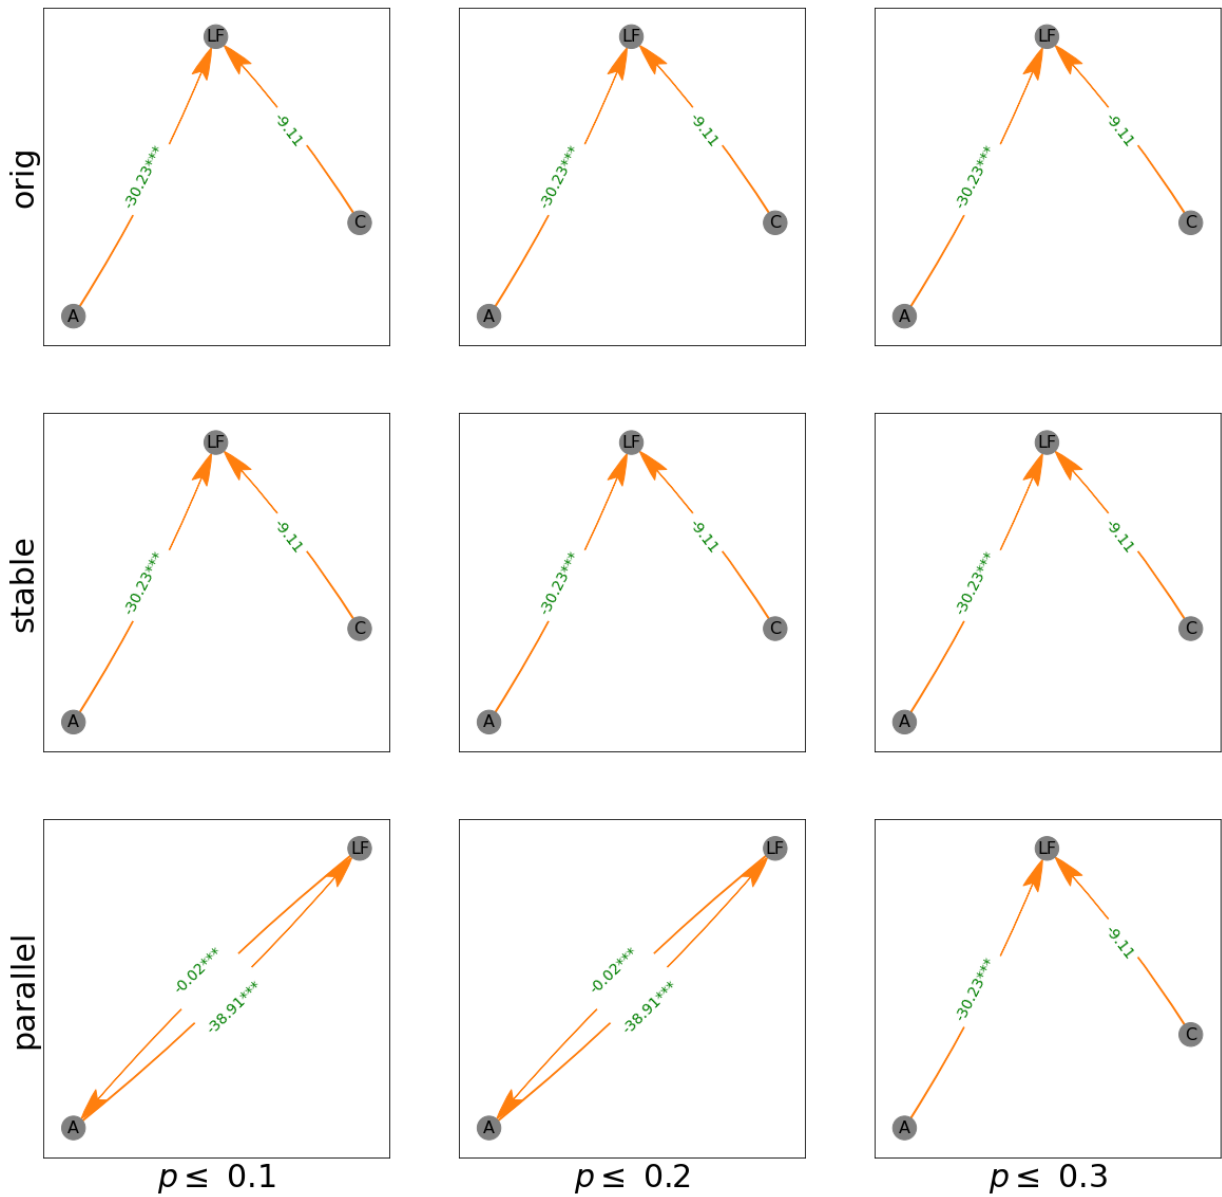 LF LF LF
-9.11 -9.11 -9.11
-30.23*** -30.23*** -30.23***
orig
C C C
A A A
LF LF LF
-9.11 -9.11 -9.11
-30.23*** -30.23*** -30.23***
stable
C C C
A A A
LF LF LF
-9.11
-0.02*** -0.02*** -30.23***
parallel
-38.91*** -38.91***
C
A A A
p ≤ 0.1 p ≤ 0.2 p ≤ 0.3